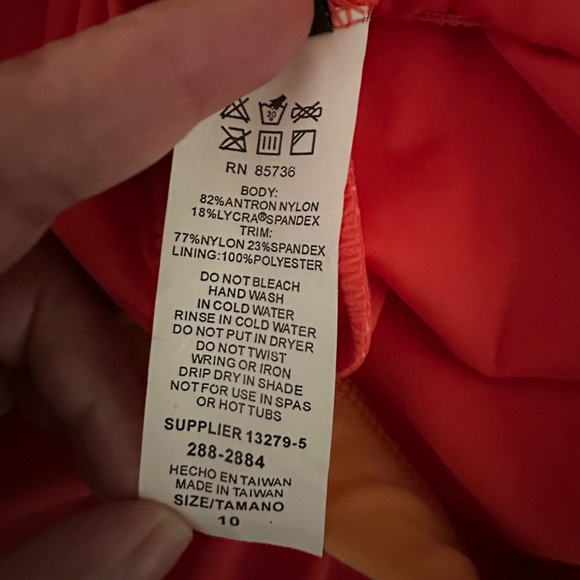 30
RN 85736
BODY:
82%ANTRON NYLON
18%LYCRA®SPANDEX
TRIM:
77%NYLON 23%SPANDEX
LINING:100%POLYESTER
DO NOT BLEACH
HAND WASH
IN COLD WATER
RINSE IN COLD WATER
DO NOT PUT IN DRYER
DO NOT TWIST
WRING OR IRON
DRIP DRY IN SHADE
NOT FOR USE IN SPAS
OR HOT TUBS
SUPPLIER 13279-5
288-2884
HECHO EN TAIWAN
MADE IN TAIWAN
SIZE/TAMANO
10